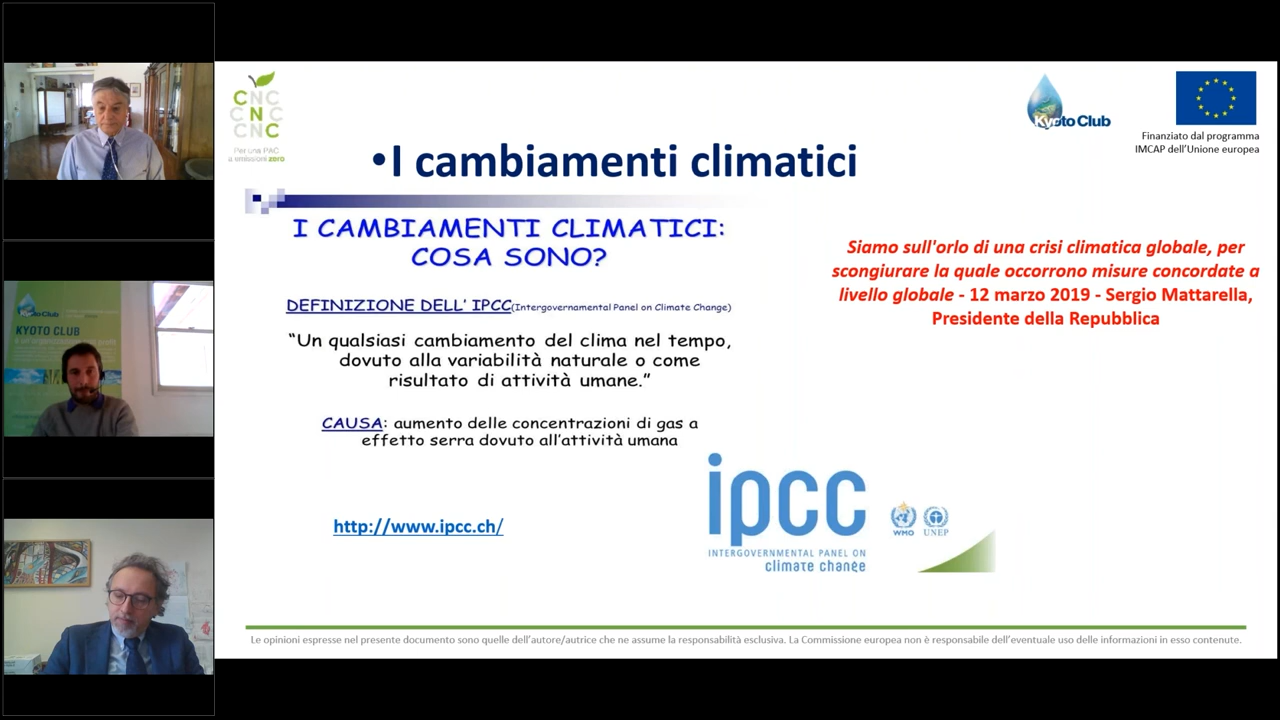 CNC
CNC
CNC
Per una PAC
a emissioni zero
Kyoto Club
Finanziato dal programma
IMCAP dell'Unione europea
•I cambiamenti climatici
I CAMBIAMENTI CLIMATICI:
COSA SONO?
DEFINIZIONE DELL' IPCC(Intergovernamental Panel on Climate Change)
“Un qualsiasi cambiamento del clima nel tempo,
dovuto alla variabilità naturale o come
risultato di attività umane.”
CAUSA: aumento delle concentrazioni di gas a
effetto serra dovuto all'attività umana
http://www.ipcc.ch/
Siamo sull'orlo di una crisi climatica globale, per
scongiurare la quale occorrono misure concordate a
livello globale - 12 marzo 2019 - Sergio Mattarella,
Presidente della Repubblica
ipcc
INTERGOVERNMENTAL PANEL ON
climate change
WMO
UNEP
Le opinioni espresse nel presente documento sono quelle dell'autore/autrice che ne assume la responsabilità esclusiva. La Commissione europea non è responsabile dell'eventuale uso delle informazioni in esso contenute.
Kyoto Club
KYOTO CLUB